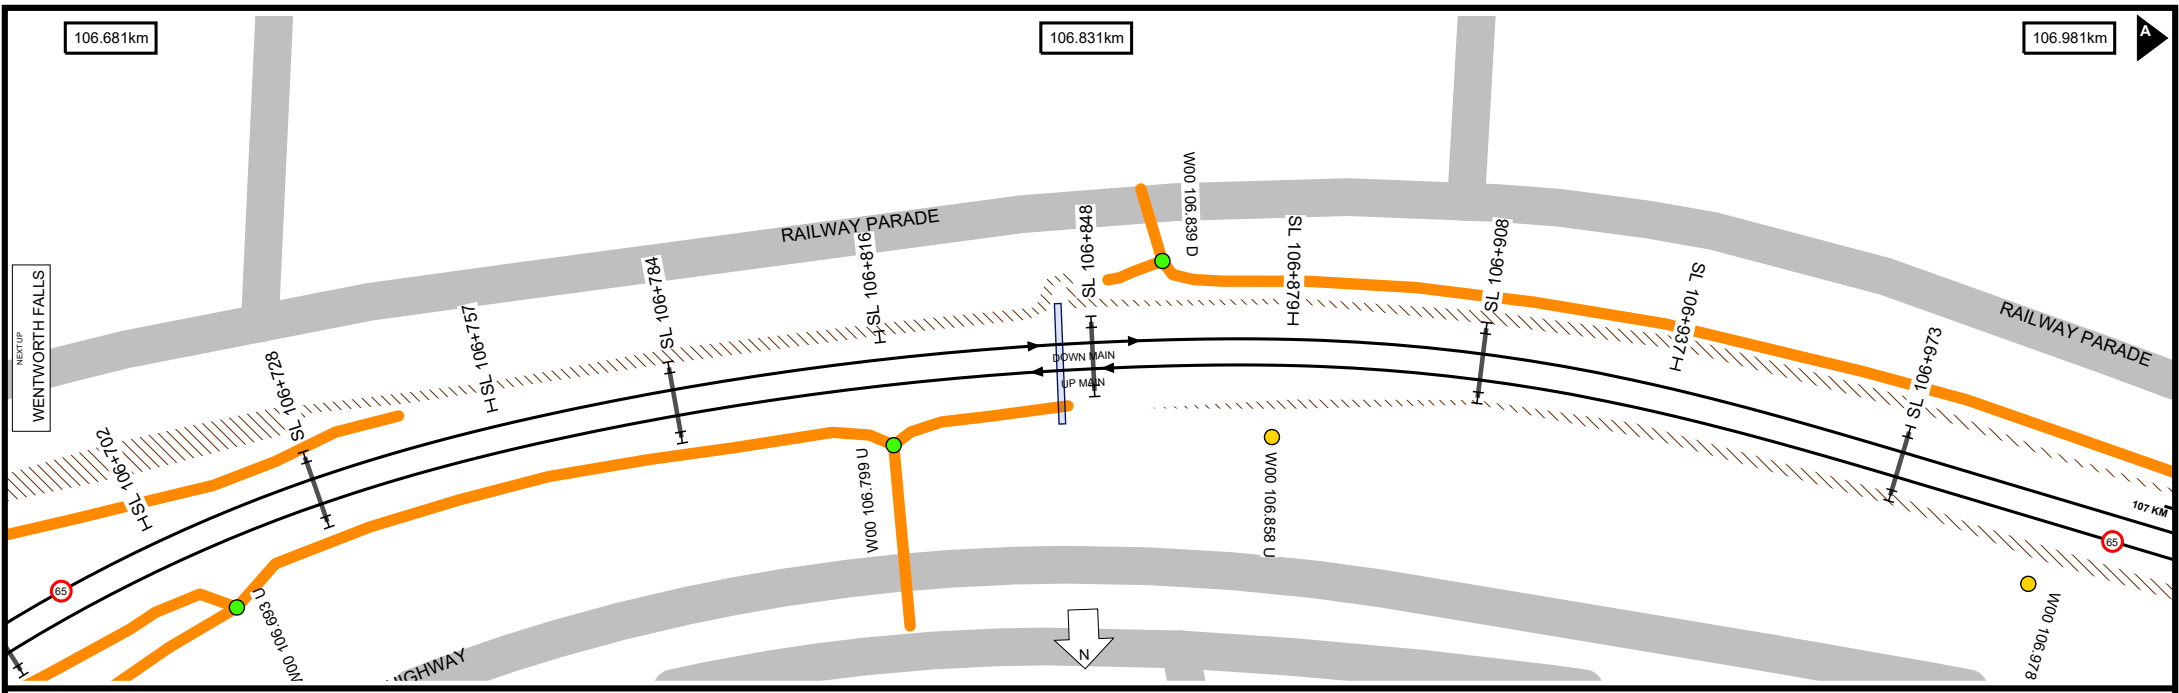 106.681km
106.831km
106.981km
A
NEXT UP
WENTWORTH FALLS
RAILWAY PARADE
RAILWAY PARADE
SL 106+702
SL 106+728
SL 106+757
SL 106+784
SL 106+816
SL 106+848
SL 106+879
SL 106+908
SL 106+937
SL 106+973
W00 106.839 D
DOWN MAIN
UP MAIN
W00 106.799 U
W00 106.858 U
W00 106.693 U
W00 106.978
65
65
107 KM
HIGHWAY
N